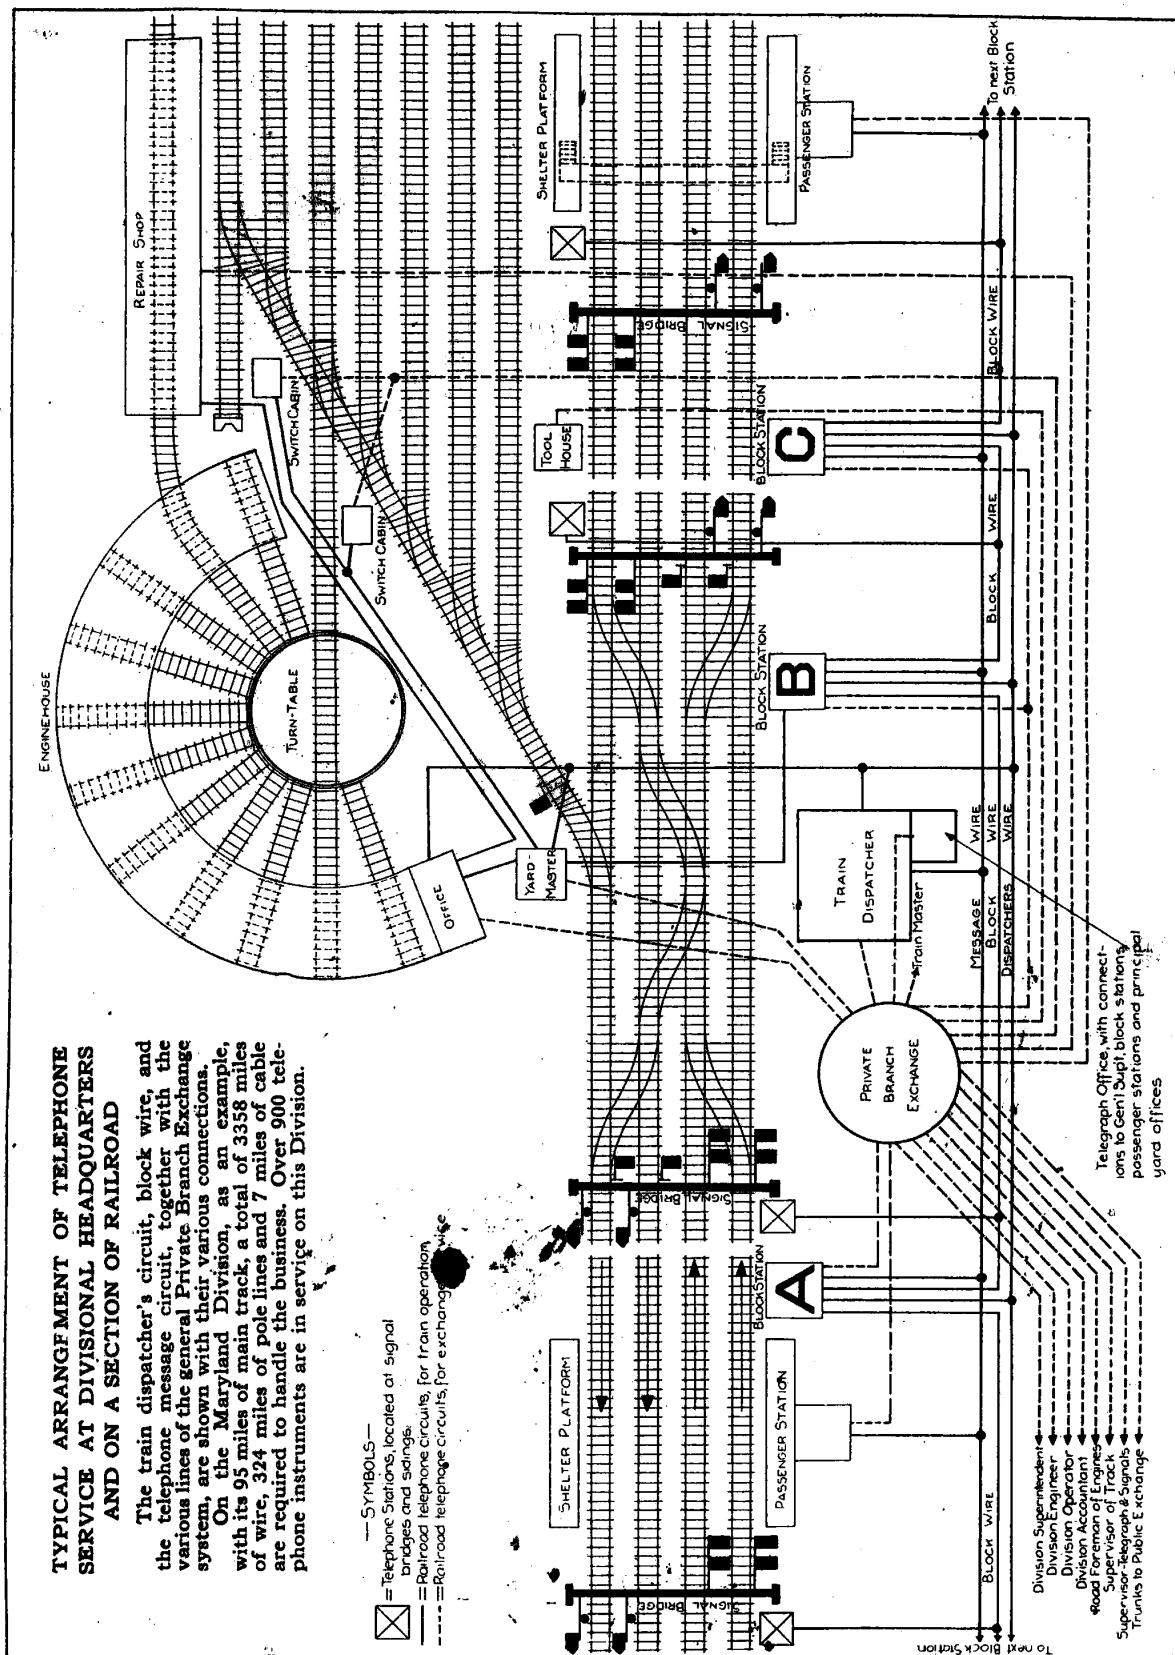 TYPICAL ARRANGEMENT OF TELEPHONE
SERVICE AT DIVISIONAL HEADQUARTERS
AND ON A SECTION OF RAILROAD
The train dispatcher's circuit, block wire, and
the telephone message circuit, together with the
various lines of the general Private Branch Exchange
system, are shown with their various connections.
On the Maryland Division, as an example,
with its 95 miles of main track, a total of 3358 miles
of wire, 324 miles of pole lines and 7 miles of cable
are required to handle the business. Over 900 tele-
phone instruments are in service on this Division.
—SYMBOLS—
= Telephone Stations, located at signal
bridges and sidings.
= Railroad telephone circuits, for train operation
= Railroad telephone circuits, for exchange service
ENGINEHOUSE
TURN-TABLE
OFFICE
REPAIR SHOP
SWITCH CABIN
SWITCH CABIN
YARD-
MASTER
SHELTER PLATFORM
SHELTER PLATFORM
TOOL
HOUSE
SIGNAL BRIDGE
SIGNAL BRIDGE
SIGNAL BRIDGE
PASSENGER STATION
PASSENGER STATION
BLOCK STATION
A
BLOCK STATION
B
BLOCK STATION
C
TRAIN
DISPATCHER
Train Master
PRIVATE
BRANCH
EXCHANGE
MESSAGE WIRE
BLOCK WIRE
DISPATCHERS WIRE
BLOCK WIRE
BLOCK WIRE
BLOCK WIRE
To next Block Station
To next Block
Station
Division Superintendent
Division Engineer
Division Operator
Division Accountant
Road Foreman of Engines
Supervisor of Track
Supervisor-Telegraph & Signals
Trunks to Public Exchange
Telegraph Office, with connect-
ions to Gen'l Sup't, block stations,
passenger stations and principal
yard offices